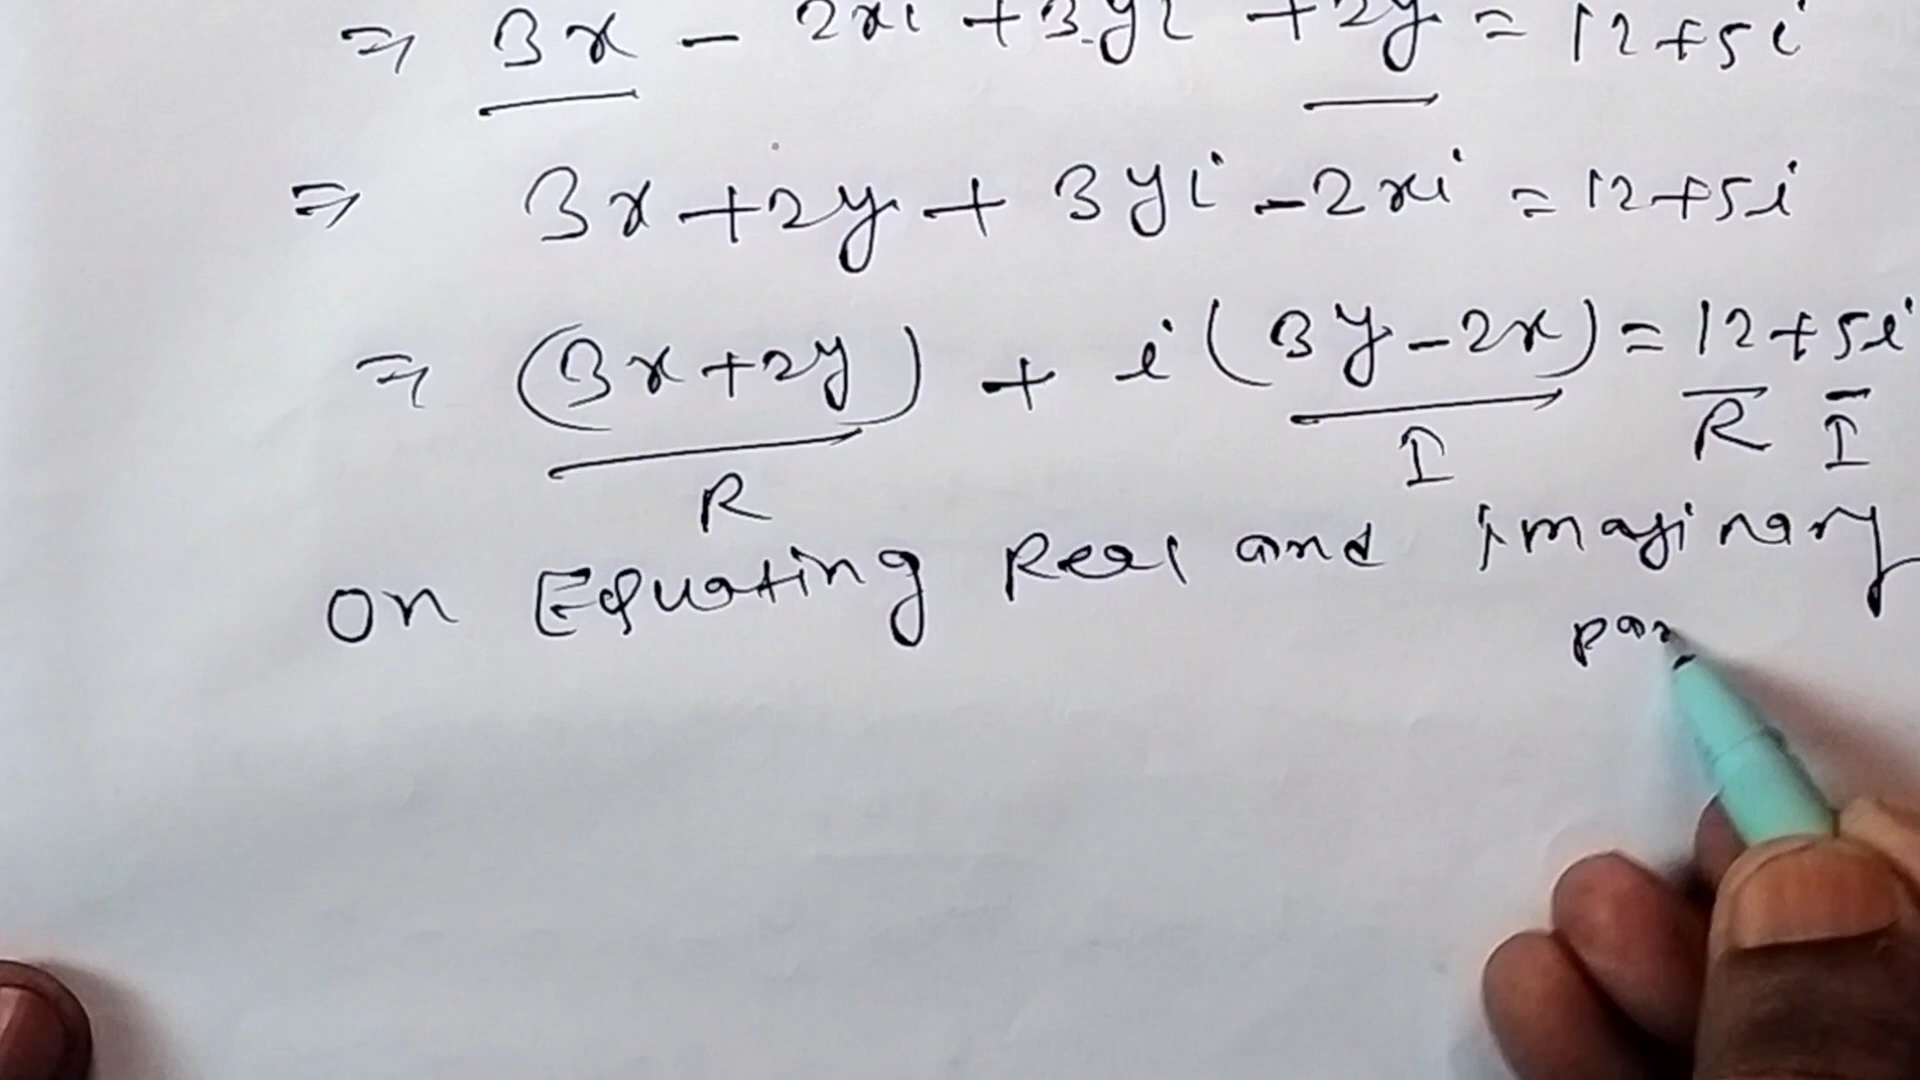 ⇒ 3x - 2xi + 3yi + 2y = 12+5i
⇒ 3x+2y + 3yi - 2xi = 12+5i
⇒ (3x+2y) + i(3y-2x) = 12+5i
R I R I
on Equating Real and imaginary
par